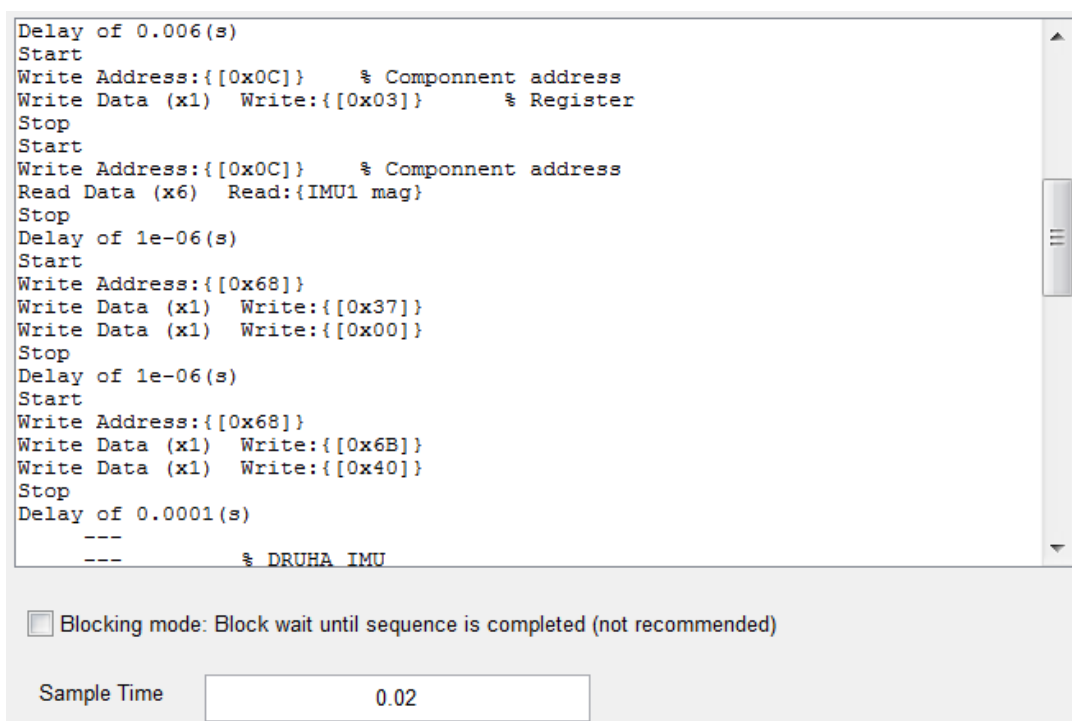 Delay of 0.006(s)
Start
Write Address:{[0x0C]}    % Componnent address
Write Data (x1)  Write:{[0x03]}      % Register
Stop
Start
Write Address:{[0x0C]}    % Componnent address
Read Data (x6)  Read:{IMU1 mag}
Stop
Delay of 1e-06(s)
Start
Write Address:{[0x68]}
Write Data (x1)  Write:{[0x37]}
Write Data (x1)  Write:{[0x00]}
Stop
Delay of 1e-06(s)
Start
Write Address:{[0x68]}
Write Data (x1)  Write:{[0x6B]}
Write Data (x1)  Write:{[0x40]}
Stop
Delay of 0.0001(s)
     ---
     ---        % DRUHA IMU
Blocking mode: Block wait until sequence is completed (not recommended)
Sample Time    0.02